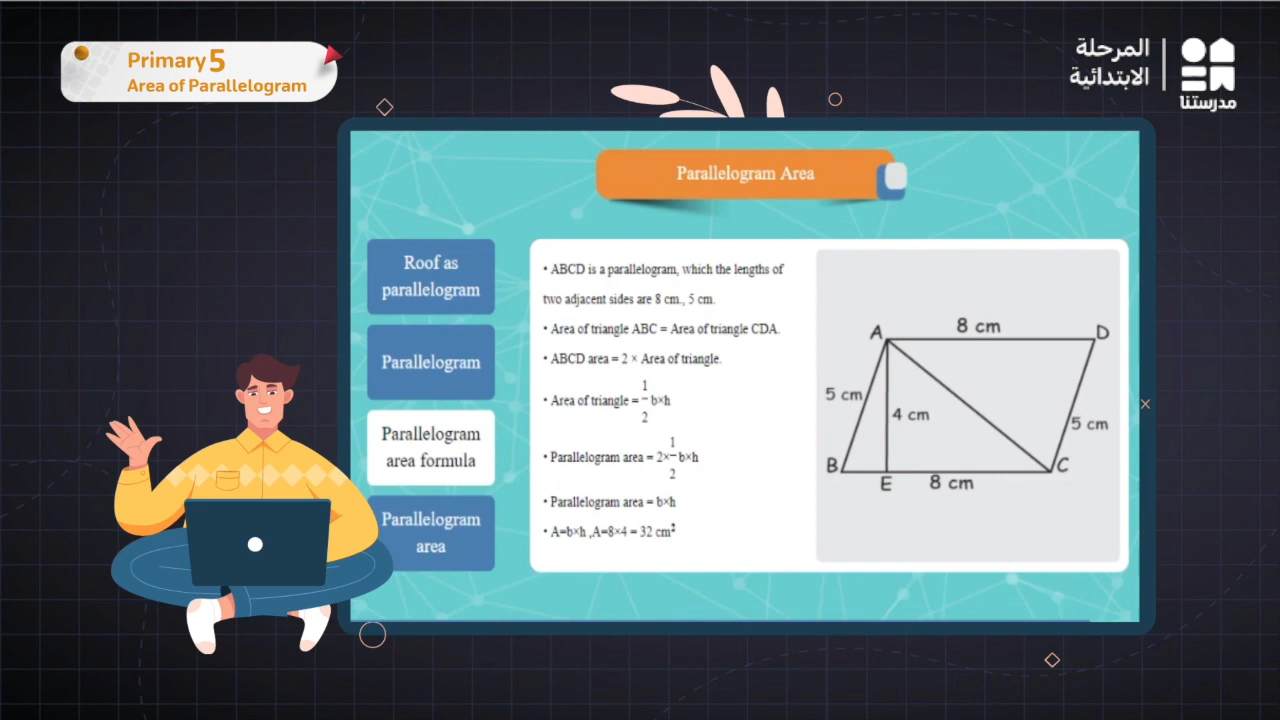 Primary 5
Area of Parallelogram
المرحلة
الابتدائية
مدرستنا
Parallelogram Area
Roof as
parallelogram
Parallelogram
Parallelogram
area formula
Parallelogram
area
• ABCD is a parallelogram, which the lengths of
two adjacent sides are 8 cm., 5 cm.
• Area of triangle ABC = Area of triangle CDA.
• ABCD area = 2 × Area of triangle.
• Area of triangle = 1/2 b×h
• Parallelogram area = 2×1/2 b×h
• Parallelogram area = b×h
• A=b×h ,A=8×4 = 32 cm²
8 cm
A
D
5 cm
4 cm
5 cm
B
C
E
8 cm